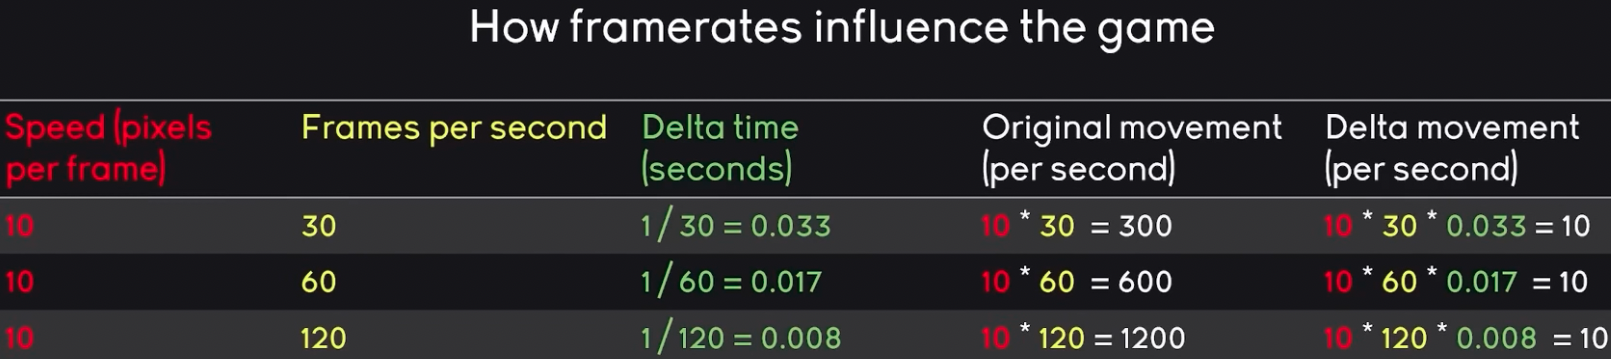 How framerates influence the game
Speed (pixels per frame) Frames per second Delta time (seconds) Original movement (per second) Delta movement (per second)
10 30 1/30 = 0.033 10 * 30 = 300 10 * 30 * 0.033 = 10
10 60 1/60 = 0.017 10 * 60 = 600 10 * 60 * 0.017 = 10
10 120 1/120 = 0.008 10 * 120 = 1200 10 * 120 * 0.008 = 10